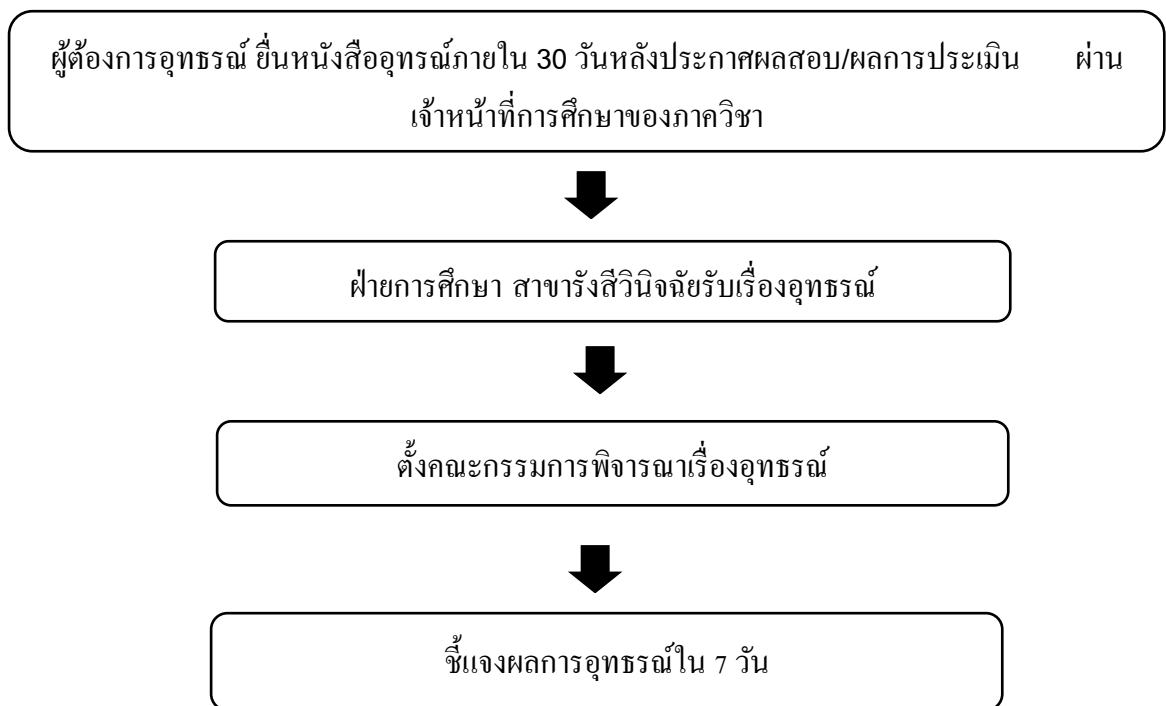 ผู้ต้องการอุทธรณ์ ยื่นหนังสืออุทรณ์ภายใน 30 วันหลังประกาศผลสอบ/ผลการประเมิน ผ่าน
เจ้าหน้าที่การศึกษาของภาควิชา
ฝ่ายการศึกษา สาขารังสีวินิจฉัยรับเรื่องอุทธรณ์
ตั้งคณะกรรมการพิจารณาเรื่องอุทธรณ์
ชี้แจงผลการอุทธรณ์ใน 7 วัน